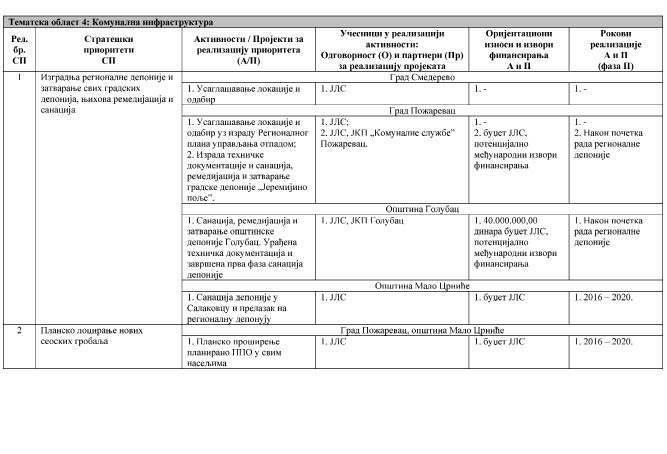 Тематска област 4: Комунална инфраструктура
Ред.
бр.
СП
Стратешки
приоритети
СП
Активности / Пројекти за
реализацију приоритета
(А/П)
Учесници у реализацији
активности:
Одговорност (О) и партнери (Пр)
за реализацију пројеката
Оријентациони
износи и извори
финансирања
А и П
Рокови
реализације
А и П
(фаза П)
1
Изградња регионалне депоније и
затварање свих градских
депонија, њихова ремедијација и
санација
Град Смедерево
1. Усаглашавање локације и
одабир
1. ЈЛС
1. -
1. -
Град Пожаревац
1. Усаглашавање локације и
одабир уз израду Регионалног
плана управљања отпадом;
2. Израда техничке
документације и санација,
ремедијација и затварање
градске депоније „Јеремијино
поље”.
1. ЈЛС;
2. ЈЛС, ЈКП „Комуналне службе”
Пожаревац.
1. -
2. буџет ЈЛС,
потенцијално
међународни извори
финансирања
1. -
2. Након почетка
рада регионалне
депоније
Општина Голубац
1. Санација, ремедијација и
затварање општинске
депоније Голубац. Урађена
техничка документација и
завршена прва фаза санација
депоније
1. ЈЛС, ЈКП Голубац
1. 40.000.000,00
динара буџет ЈЛС,
потенцијално
међународни извори
финансирања
1. Након почетка
рада регионалне
депоније
Општина Мало Црниће
1. Санација депоније у
Салаковцу и прелазак на
регионалну депонују
1. ЈЛС
1. буџет ЈЛС
1. 2016 – 2020.
2
Планско лоцирање нових
сеоских гробаља
Град Пожаревац, општина Мало Црниће
1. Планско проширење
планирано ППО у свим
насељима
1. ЈЛС
1. буџет ЈЛС
1. 2016 – 2020.